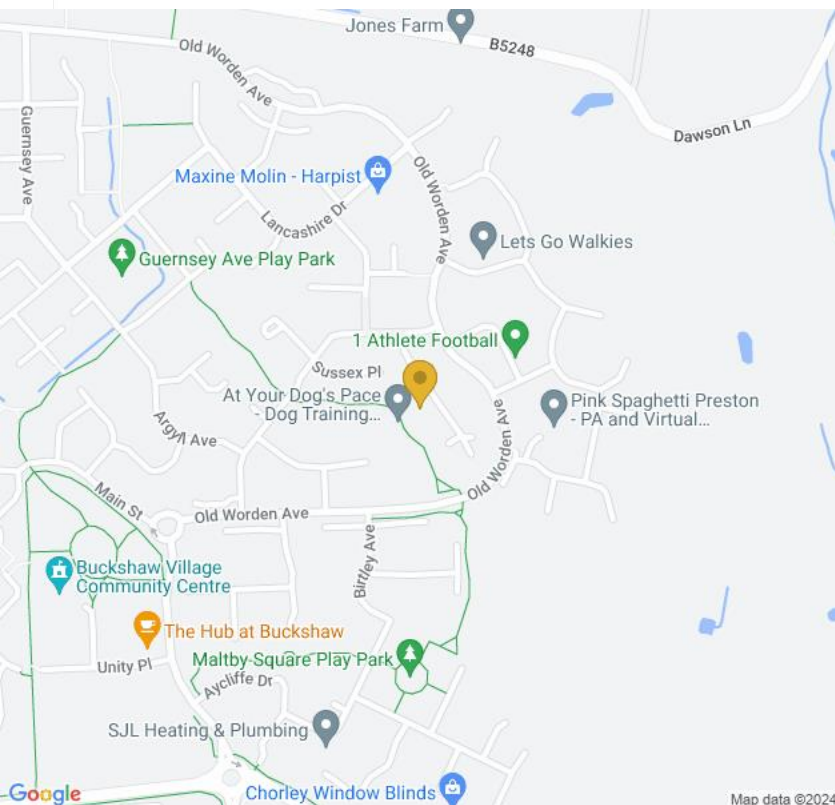 Jones Farm
B5248
Old Worden Ave
Dawson Ln
Guernsey Ave
Maxine Molin - Harpist
Old Worden Ave
Lancashire Dr
Lets Go Walkies
Guernsey Ave Play Park
1 Athlete Football
Sussex Pl
At Your Dog's Pace
- Dog Training...
Pink Spaghetti Preston
- PA and Virtual...
Argyll Ave
Old Worden Ave
Main St
Old Worden Ave
Birtley Ave
Buckshaw Village
Community Centre
The Hub at Buckshaw
Unity Pl
Maltby Square Play Park
Aycliffe Dr
SJL Heating & Plumbing
Chorley Window Blinds
Google
Map data ©2024